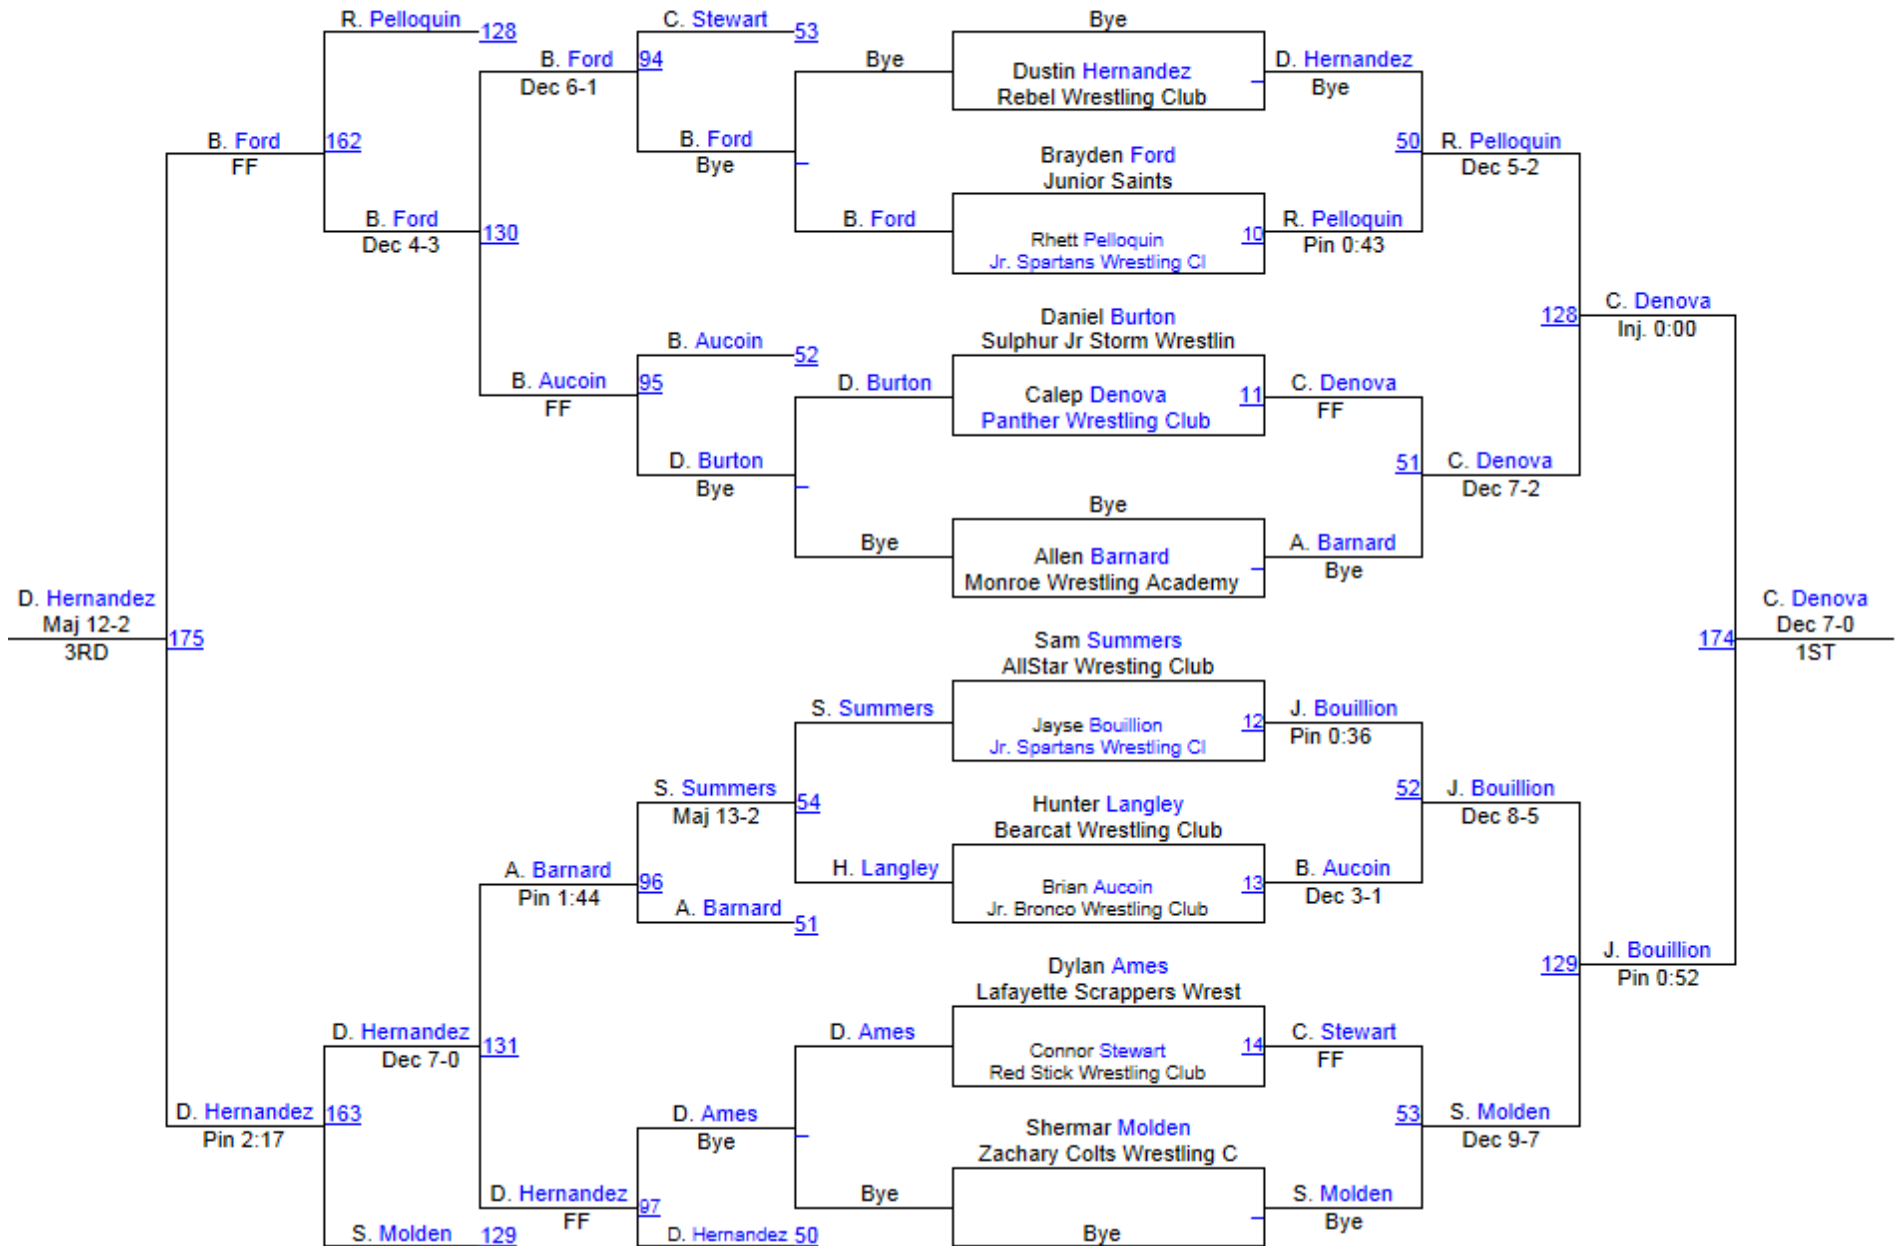 R. Pelloquin 128
C. Stewart 53
Bye
B. Ford 94
Dec 6-1
Bye
Dustin Hernandez
Rebel Wrestling Club
D. Hernandez
Bye
B. Ford 162
FF
B. Ford
Bye
Brayden Ford
Junior Saints
50
R. Pelloquin
Dec 5-2
B. Ford 130
Dec 4-3
B. Ford
Rhett Pelloquin 10
Jr. Spartans Wrestling Cl
R. Pelloquin
Pin 0:43
Daniel Burton
Sulphur Jr Storm Wrestlin
128
C. Denova
Inj. 0:00
B. Aucoin 52
B. Aucoin 95
FF
D. Burton
Calep Denova 11
Panther Wrestling Club
C. Denova
FF
D. Burton
Bye
51
C. Denova
Dec 7-2
Bye
Bye
Allen Barnard
Monroe Wrestling Academy
A. Barnard
Bye
D. Hernandez
Maj 12-2
3RD
175
174
C. Denova
Dec 7-0
1ST
Sam Summers
AllStar Wresting Club
S. Summers
Jayse Bouillion 12
Jr. Spartans Wrestling Cl
J. Bouillion
Pin 0:36
S. Summers 54
Maj 13-2
Hunter Langley
Bearcat Wrestling Club
52
J. Bouillion
Dec 8-5
A. Barnard 96
Pin 1:44
H. Langley
Brian Aucoin 13
Jr. Bronco Wrestling Club
B. Aucoin
Dec 3-1
A. Barnard 51
Dylan Ames
Lafayette Scrappers Wrest
129
J. Bouillion
Pin 0:52
D. Hernandez 131
Dec 7-0
D. Ames
Connor Stewart 14
Red Stick Wrestling Club
C. Stewart
FF
D. Hernandez 163
Pin 2:17
D. Ames
Bye
Shermar Molden
Zachary Colts Wrestling C
53
S. Molden
Dec 9-7
D. Hernandez 97
FF
Bye
S. Molden
Bye
S. Molden 129
D. Hernandez 50
Bye